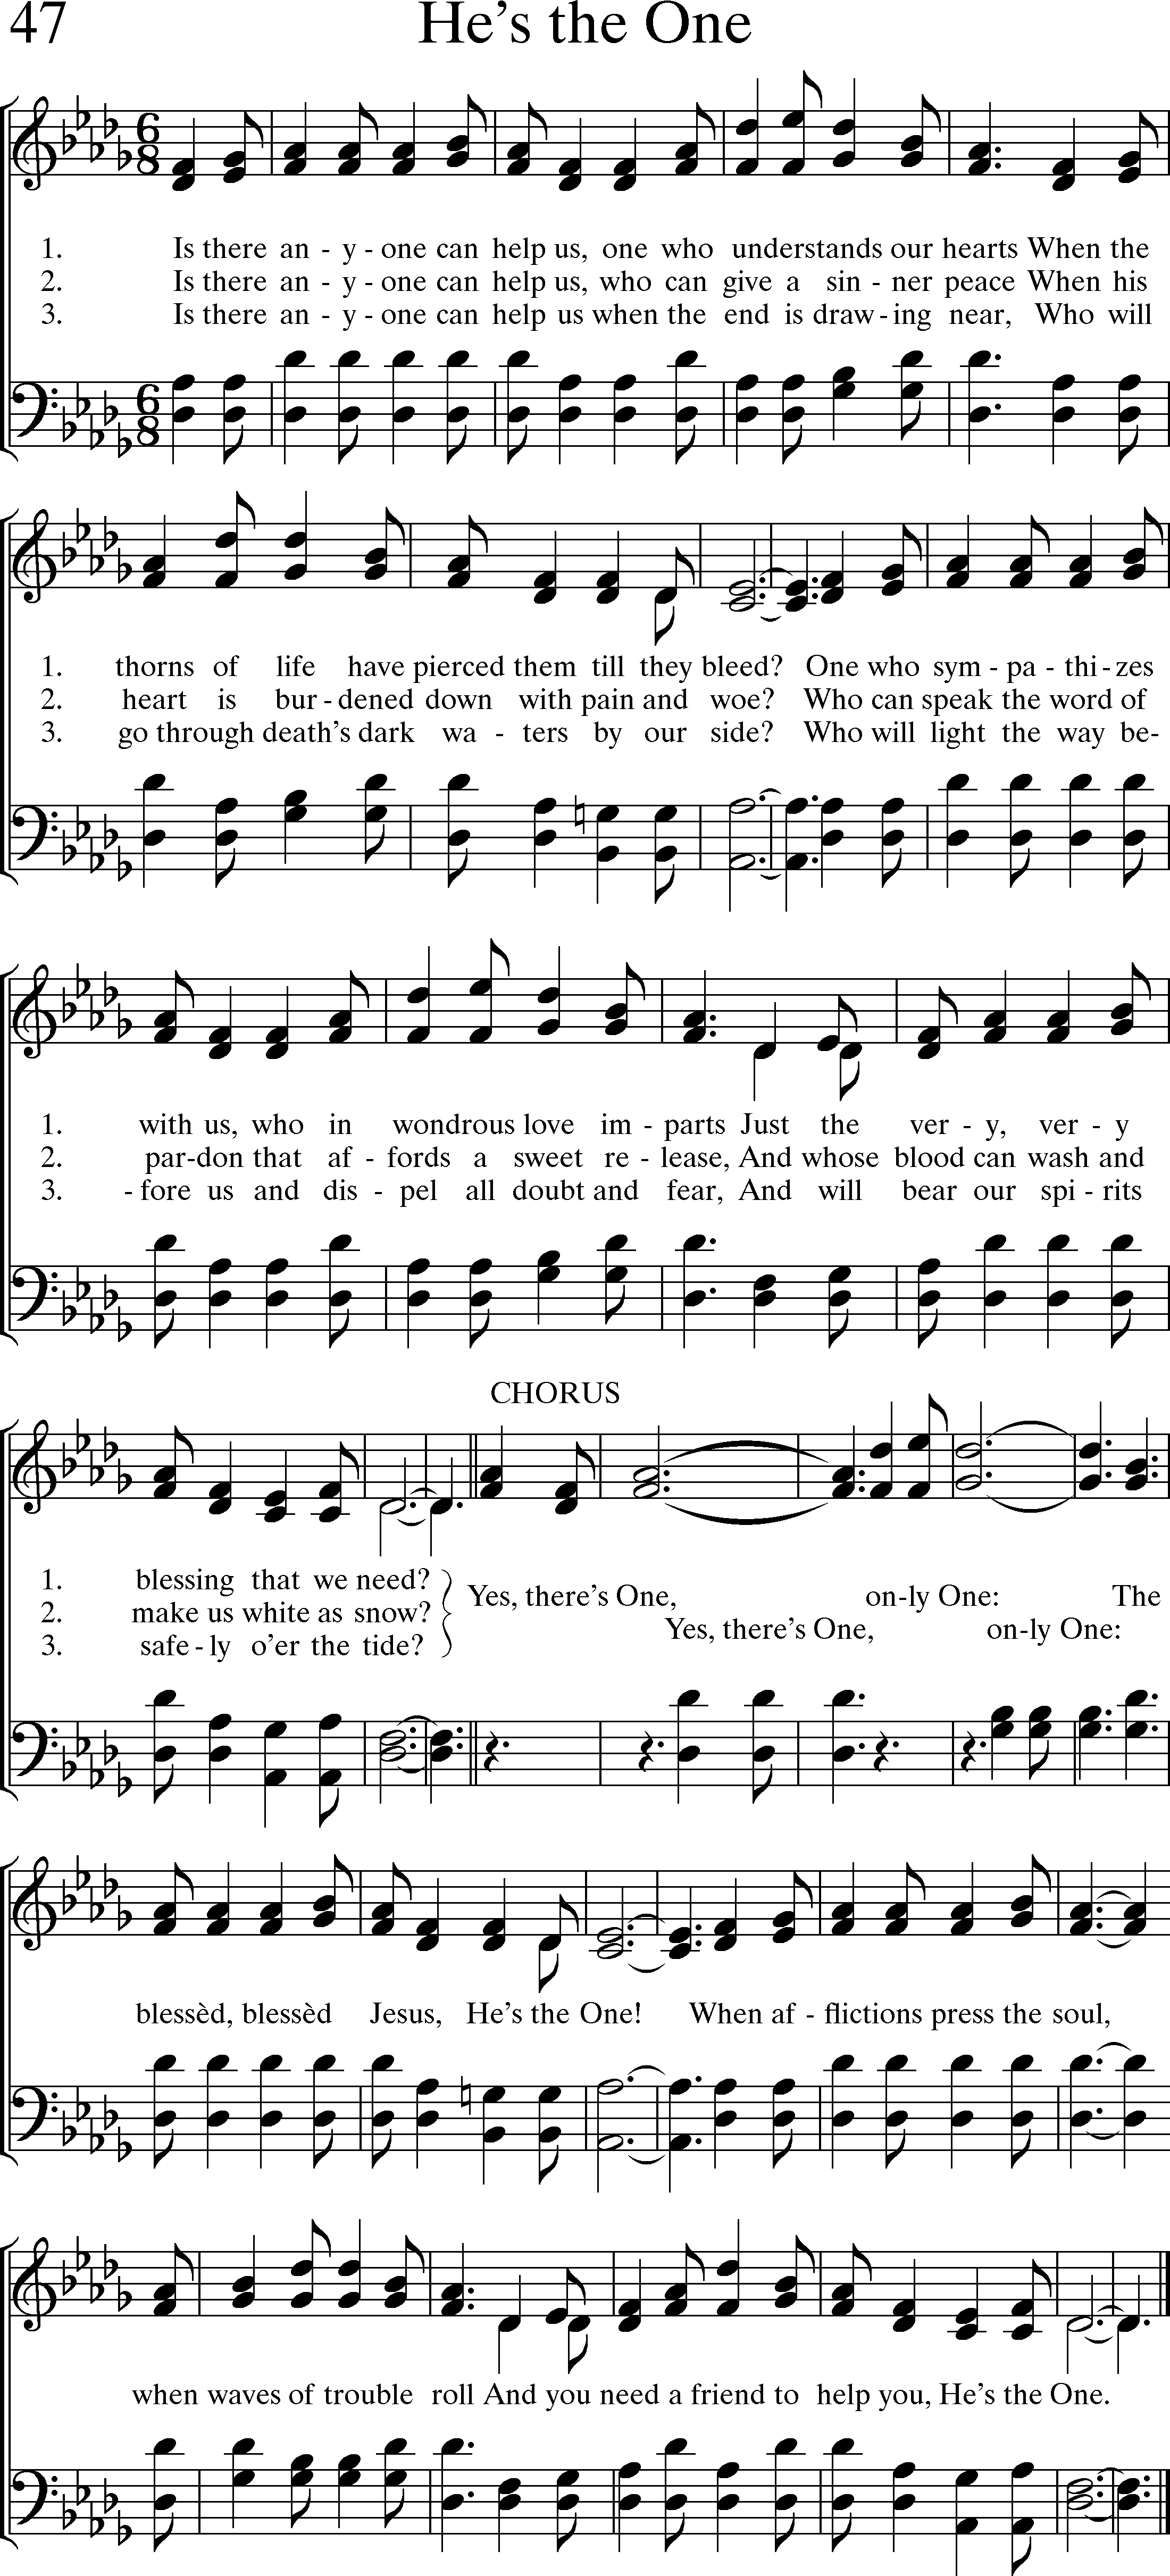 47 He's the One
1. Is there an - y - one can help us, one who understands our hearts When the
2. Is there an - y - one can help us, who can give a sin - ner peace When his
3. Is there an - y - one can help us when the end is draw - ing near, Who will
1. thorns of life have pierced them till they bleed? One who sym - pa - thi - zes
2. heart is bur - dened down with pain and woe? Who can speak the word of
3. go through death's dark wa - ters by our side? Who will light the way be-
1. with us, who in wondrous love im - parts Just the ver - y, ver - y
2. par-don that af - fords a sweet re - lease, And whose blood can wash and
3. - fore us and dis - pel all doubt and fear, And will bear our spi - rits
CHORUS
1. blessing that we need?
2. make us white as snow?
3. safe - ly o'er the tide?
Yes, there's One, on-ly One: The
Yes, there's One, on-ly One:
blessèd, blessèd Jesus, He's the One! When af - flictions press the soul,
when waves of trouble roll And you need a friend to help you, He's the One.